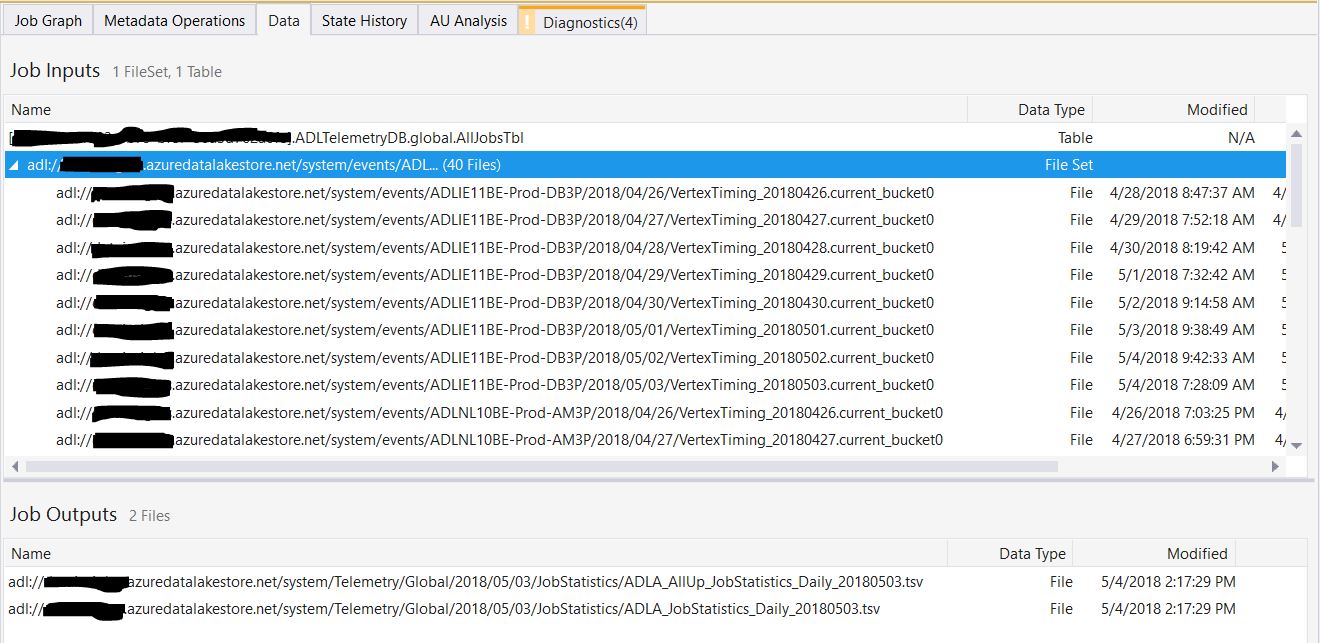 Job Graph Metadata Operations Data State History AU Analysis ! Diagnostics(4)
Job Inputs 1 FileSet, 1 Table
Name Data Type Modified
[ ].ADLTelemetryDB.global.AllJobsTbl Table N/A
adl:// .azuredatalakestore.net/system/events/ADL... (40 Files) File Set
adl:// .azuredatalakestore.net/system/events/ADLIE11BE-Prod-DB3P/2018/04/26/VertexTiming_20180426.current_bucket0 File 4/28/2018 8:47:37 AM 4/
adl:// .azuredatalakestore.net/system/events/ADLIE11BE-Prod-DB3P/2018/04/27/VertexTiming_20180427.current_bucket0 File 4/29/2018 7:52:18 AM 4/
adl:// .azuredatalakestore.net/system/events/ADLIE11BE-Prod-DB3P/2018/04/28/VertexTiming_20180428.current_bucket0 File 4/30/2018 8:19:42 AM 5
adl:// .azuredatalakestore.net/system/events/ADLIE11BE-Prod-DB3P/2018/04/29/VertexTiming_20180429.current_bucket0 File 5/1/2018 7:32:42 AM 5
adl:// .azuredatalakestore.net/system/events/ADLIE11BE-Prod-DB3P/2018/04/30/VertexTiming_20180430.current_bucket0 File 5/2/2018 9:14:58 AM 5
adl:// .azuredatalakestore.net/system/events/ADLIE11BE-Prod-DB3P/2018/05/01/VertexTiming_20180501.current_bucket0 File 5/3/2018 9:38:49 AM 5
adl:// .azuredatalakestore.net/system/events/ADLIE11BE-Prod-DB3P/2018/05/02/VertexTiming_20180502.current_bucket0 File 5/4/2018 9:42:33 AM 5
adl:// .azuredatalakestore.net/system/events/ADLIE11BE-Prod-DB3P/2018/05/03/VertexTiming_20180503.current_bucket0 File 5/4/2018 7:28:09 AM 5
adl:// .azuredatalakestore.net/system/events/ADLNL10BE-Prod-AM3P/2018/04/26/VertexTiming_20180426.current_bucket0 File 4/26/2018 7:03:25 PM 4/
adl:// .azuredatalakestore.net/system/events/ADLNL10BE-Prod-AM3P/2018/04/27/VertexTiming_20180427.current_bucket0 File 4/27/2018 6:59:31 PM 4/
Job Outputs 2 Files
Name Data Type Modified
adl:// azuredatalakestore.net/system/Telemetry/Global/2018/05/03/JobStatistics/ADLA_AllUp_JobStatistics_Daily_20180503.tsv File 5/4/2018 2:17:29 PM
adl:// .azuredatalakestore.net/system/Telemetry/Global/2018/05/03/JobStatistics/ADLA_JobStatistics_Daily_20180503.tsv File 5/4/2018 2:17:29 PM